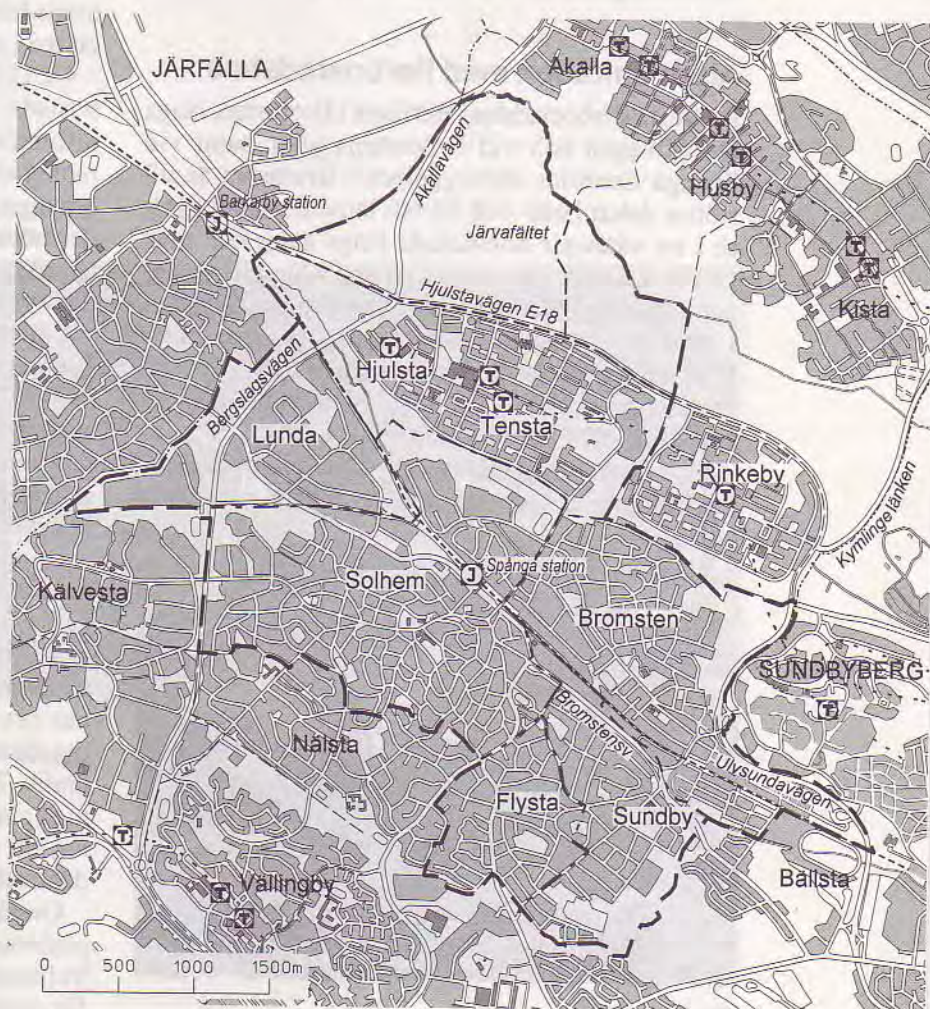 JÄRFÄLLA
Akalla
T
T
T
Husby
T
Barkarby station
J
Akallavägen
Järvafältet
T
T
Kista
Hjulstavägen E18
T
Hjulsta
T
T
Tensta
Bergslagsvägen
Lunda
Rinkeby
T
Kymlingelänken
Spånga station
J
Solhem
Kälvesta
Bromsten
SUNDBYBERG
T
Bromstensv
Nälsta
Ulvsundavägen
Flysta
Sundby
T
Bällsta
Vällingby
T
T
0 500 1000 1500m